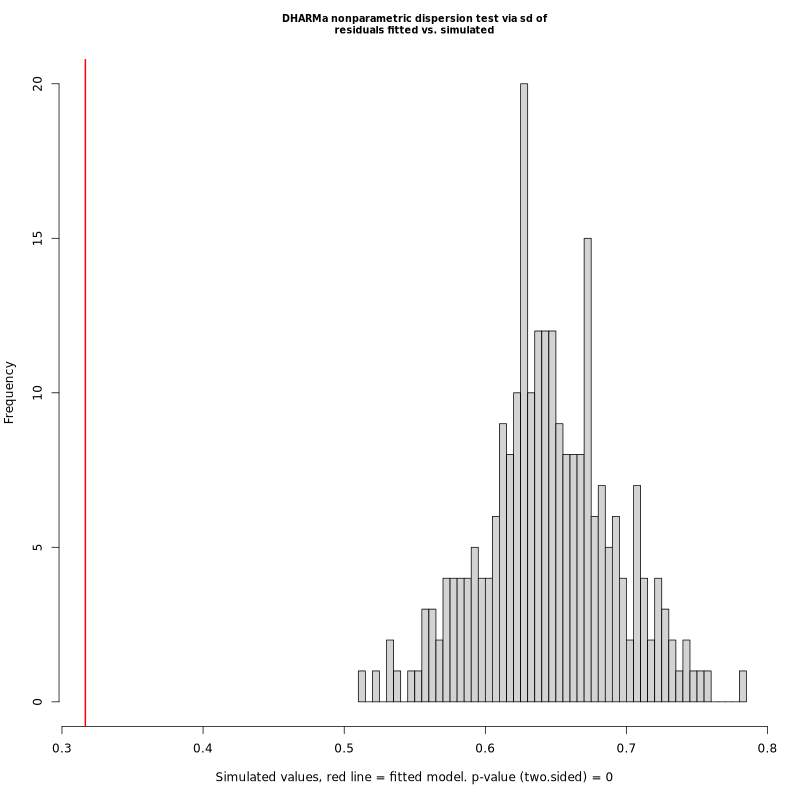 DHARMa nonparametric dispersion test via sd of
residuals fitted vs. simulated
Frequency
20
15
10
5
0
0.3 0.4 0.5 0.6 0.7 0.8
Simulated values, red line = fitted model. p-value (two.sided) = 0